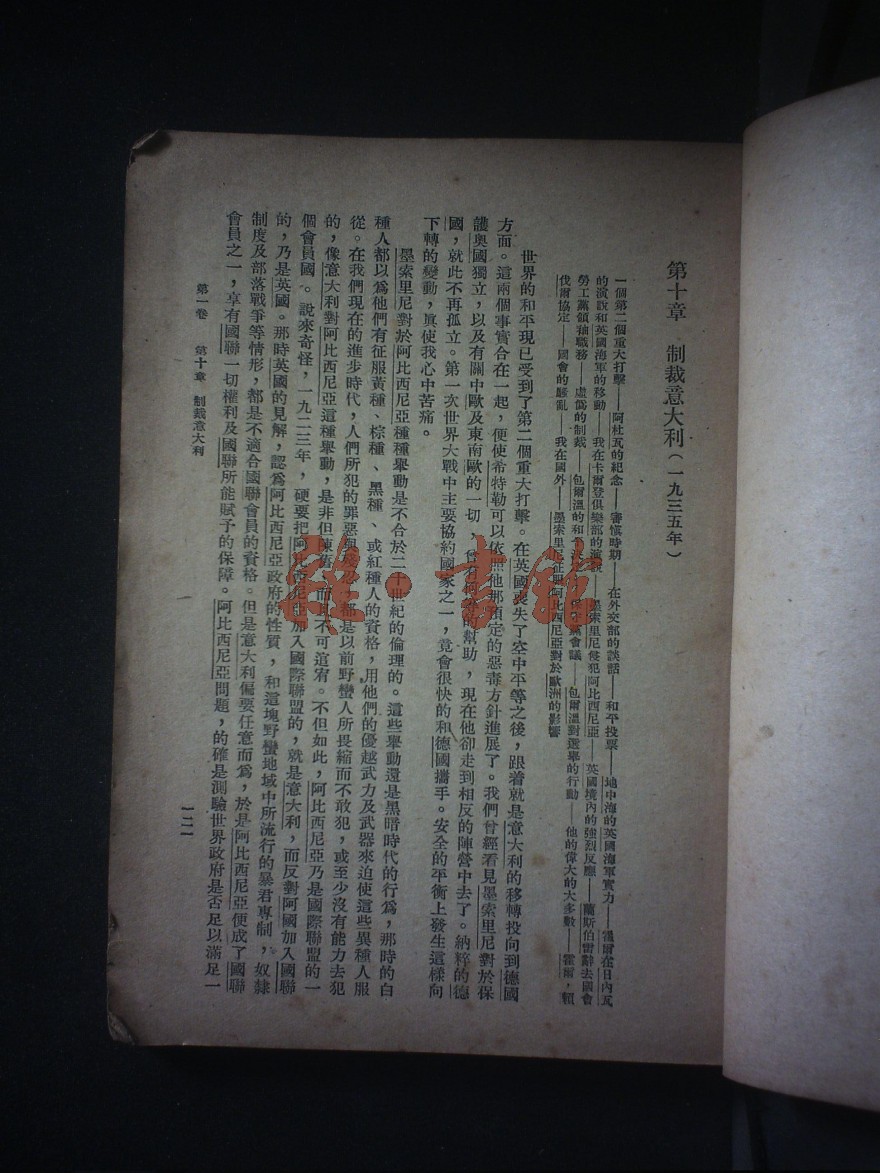 第十章　制裁意大利（一九三五年）
一個第二個重大打擊——阿杜瓦的紀念——審愼時期——在外交部的談話——和平投票——地中海的英國海軍實力——霍爾在日內瓦
的演說和英國海軍的移動——我在卡爾登俱樂部的演說——墨索里尼侵犯阿比西尼亞——英國境內的強烈反應——蘭斯伯雷辭去國會
勞工黨領袖職務——虛僞的制裁——包爾溫的和平——保守黨會議——包爾溫對選舉的行動——他的偉大的大多數——霍爾，賴
伐爾協定——國會的騷亂——我在國外——墨索里尼征服阿比西尼亞對於歐洲的影響
世界的和平現已受到了第二個重大打擊。在英國喪失了空中平等之後，跟着就是意大利的移轉投向到德國
方面。這兩個事實合在一起，便使希特勒可以依照他那預定的惡毒方針進展了。我們曾經看見墨索里尼對於保
護奧國獨立，以及有關中歐及東南歐的一切，曾有的幫助，現在他卻走到相反的陣營中去了。納粹的德
國，就此不再孤立。第一次世界大戰中主要協約國家之一，竟會很快的和德國攜手。安全的平衡上發生這樣向
下轉的變動，眞使我心中苦痛。
墨索里尼對於阿比西尼亞種種舉動是不合於二十世紀的倫理的。這些舉動還是黑暗時代的行爲，那時的白
種人都以爲他們有征服黃種、棕種、黑種、或紅種人的資格，用他們的優越武力及武器來迫使這些異種人服
從。在我們現在的進步時代，人們所犯的罪惡與都是以前野蠻人所畏縮而不敢犯，或至少沒有能力去犯
的，像意大利對阿比西尼亞這種舉動，是非但陳舊而且不可逭宥。不但如此，阿比西尼亞乃是國際聯盟的一
個會員國。說來奇怪，一九二三年，硬要把阿比西尼亞加入國際聯盟的，就是意大利，而反對阿國加入國聯
的，乃是英國。那時英國的見解，認爲阿比西尼亞政府的性質，和這塊野蠻地域中所流行的暴君專制，奴隸
制度及部落戰爭等情形，都是不適合國聯會員的資格。但是意大利偏要任意而爲，於是阿比西尼亞便成了國聯
會員之一，享有國聯一切權利及國聯所能賦予的保障。阿比西尼亞問題，的確是測驗世界政府是否足以滿足一
第一卷　第十章　制裁意大利
一二一
雜·書館